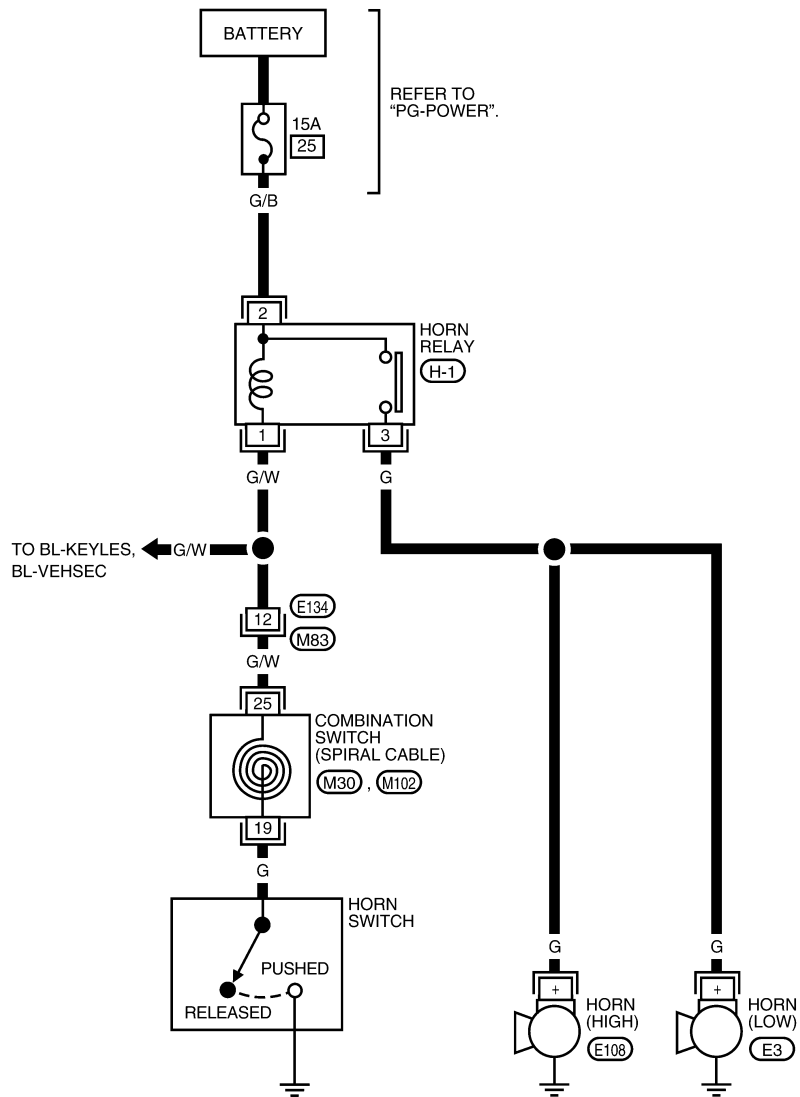 BATTERY
REFER TO
“PG-POWER”.
15A
25
G/B
2
HORN
RELAY
H-1
1
3
G/W
G
TO BL-KEYLES,
BL-VEHSEC
G/W
E134
12
M83
G/W
25
COMBINATION
SWITCH
(SPIRAL CABLE)
M30 , M102
19
G
HORN
SWITCH
PUSHED
RELEASED
G
G
+
+
HORN
(HIGH)
E108
HORN
(LOW)
E3